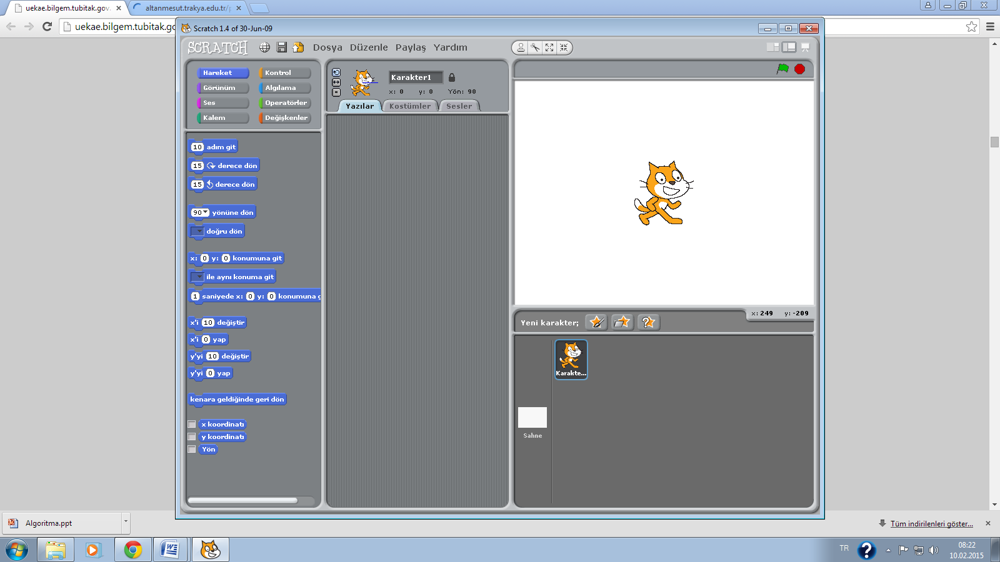 uekae.bilgem.tubitak.gov.
altanmesut.trakya.edu.tr/p
uekae.bilgem.tubitak.go
Scratch 1.4 of 30-Jun-09
SCRATCH
Dosya Düzenle Paylaş Yardım
Hareket Kontrol
Görünüm Algılama
Ses Operatörler
Kalem Değişkenler
10 adım git
15 derece dön
15 derece dön
90 yönüne dön
doğru dön
x: 0 y: 0 konumuna git
ile aynı konuma git
1 saniyede x: 0 y: 0 konumuna g
x'i 10 değiştir
x'i 0 yap
y'yi 10 değiştir
y'yi 0 yap
kenara geldiğinde geri dön
x koordinatı
y koordinatı
Yön
Karakter1
x: 0 y: 0 Yön: 90
Yazılar Kostümler Sesler
x: 249 y: -209
Yeni karakter;
Karakte...
Sahne
Algoritma.ppt
Tüm indirilenleri göster...
TR
08:22
10.02.2015